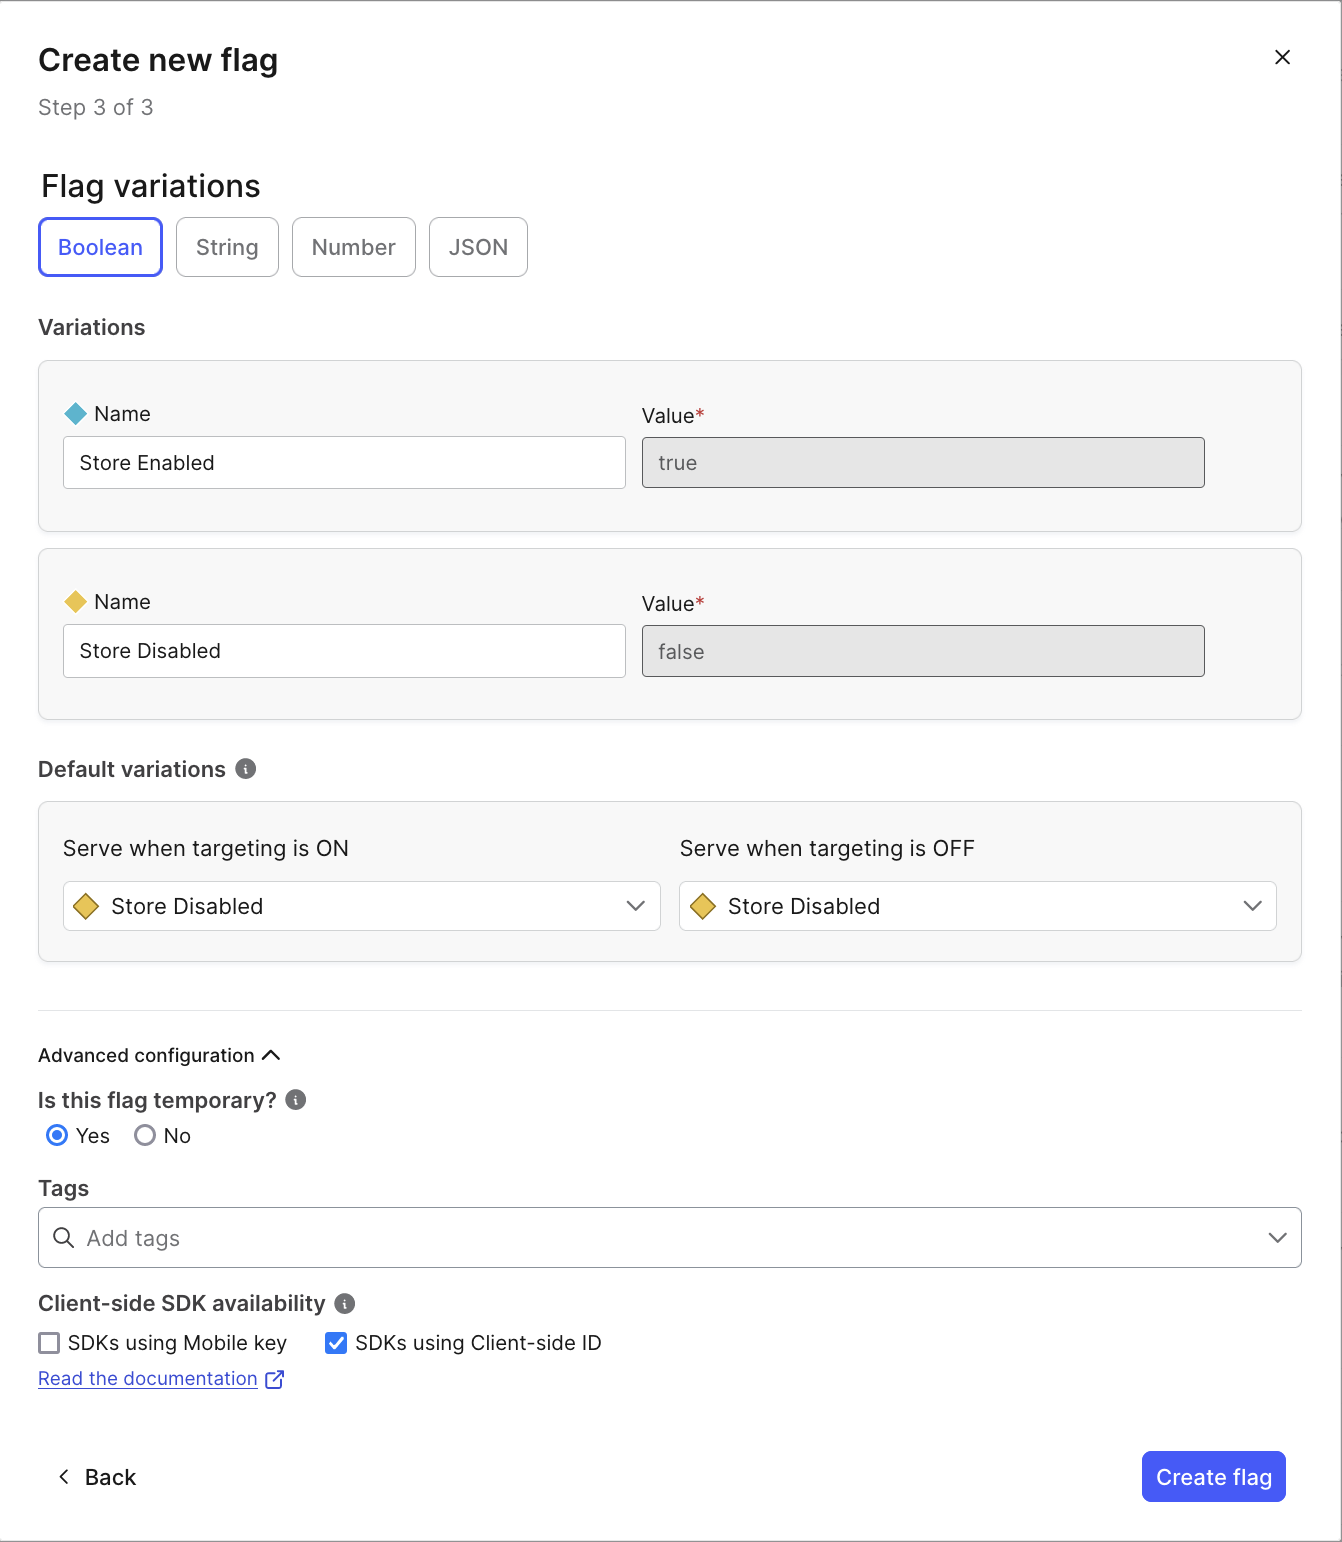 Create new flag
Step 3 of 3
Flag variations
Boolean String Number JSON
Variations
Name Value*
Store Enabled true
Name Value*
Store Disabled false
Default variations
Serve when targeting is ON Serve when targeting is OFF
Store Disabled Store Disabled
Advanced configuration
Is this flag temporary?
Yes No
Tags
Add tags
Client-side SDK availability
SDKs using Mobile key SDKs using Client-side ID
Read the documentation
Back Create flag